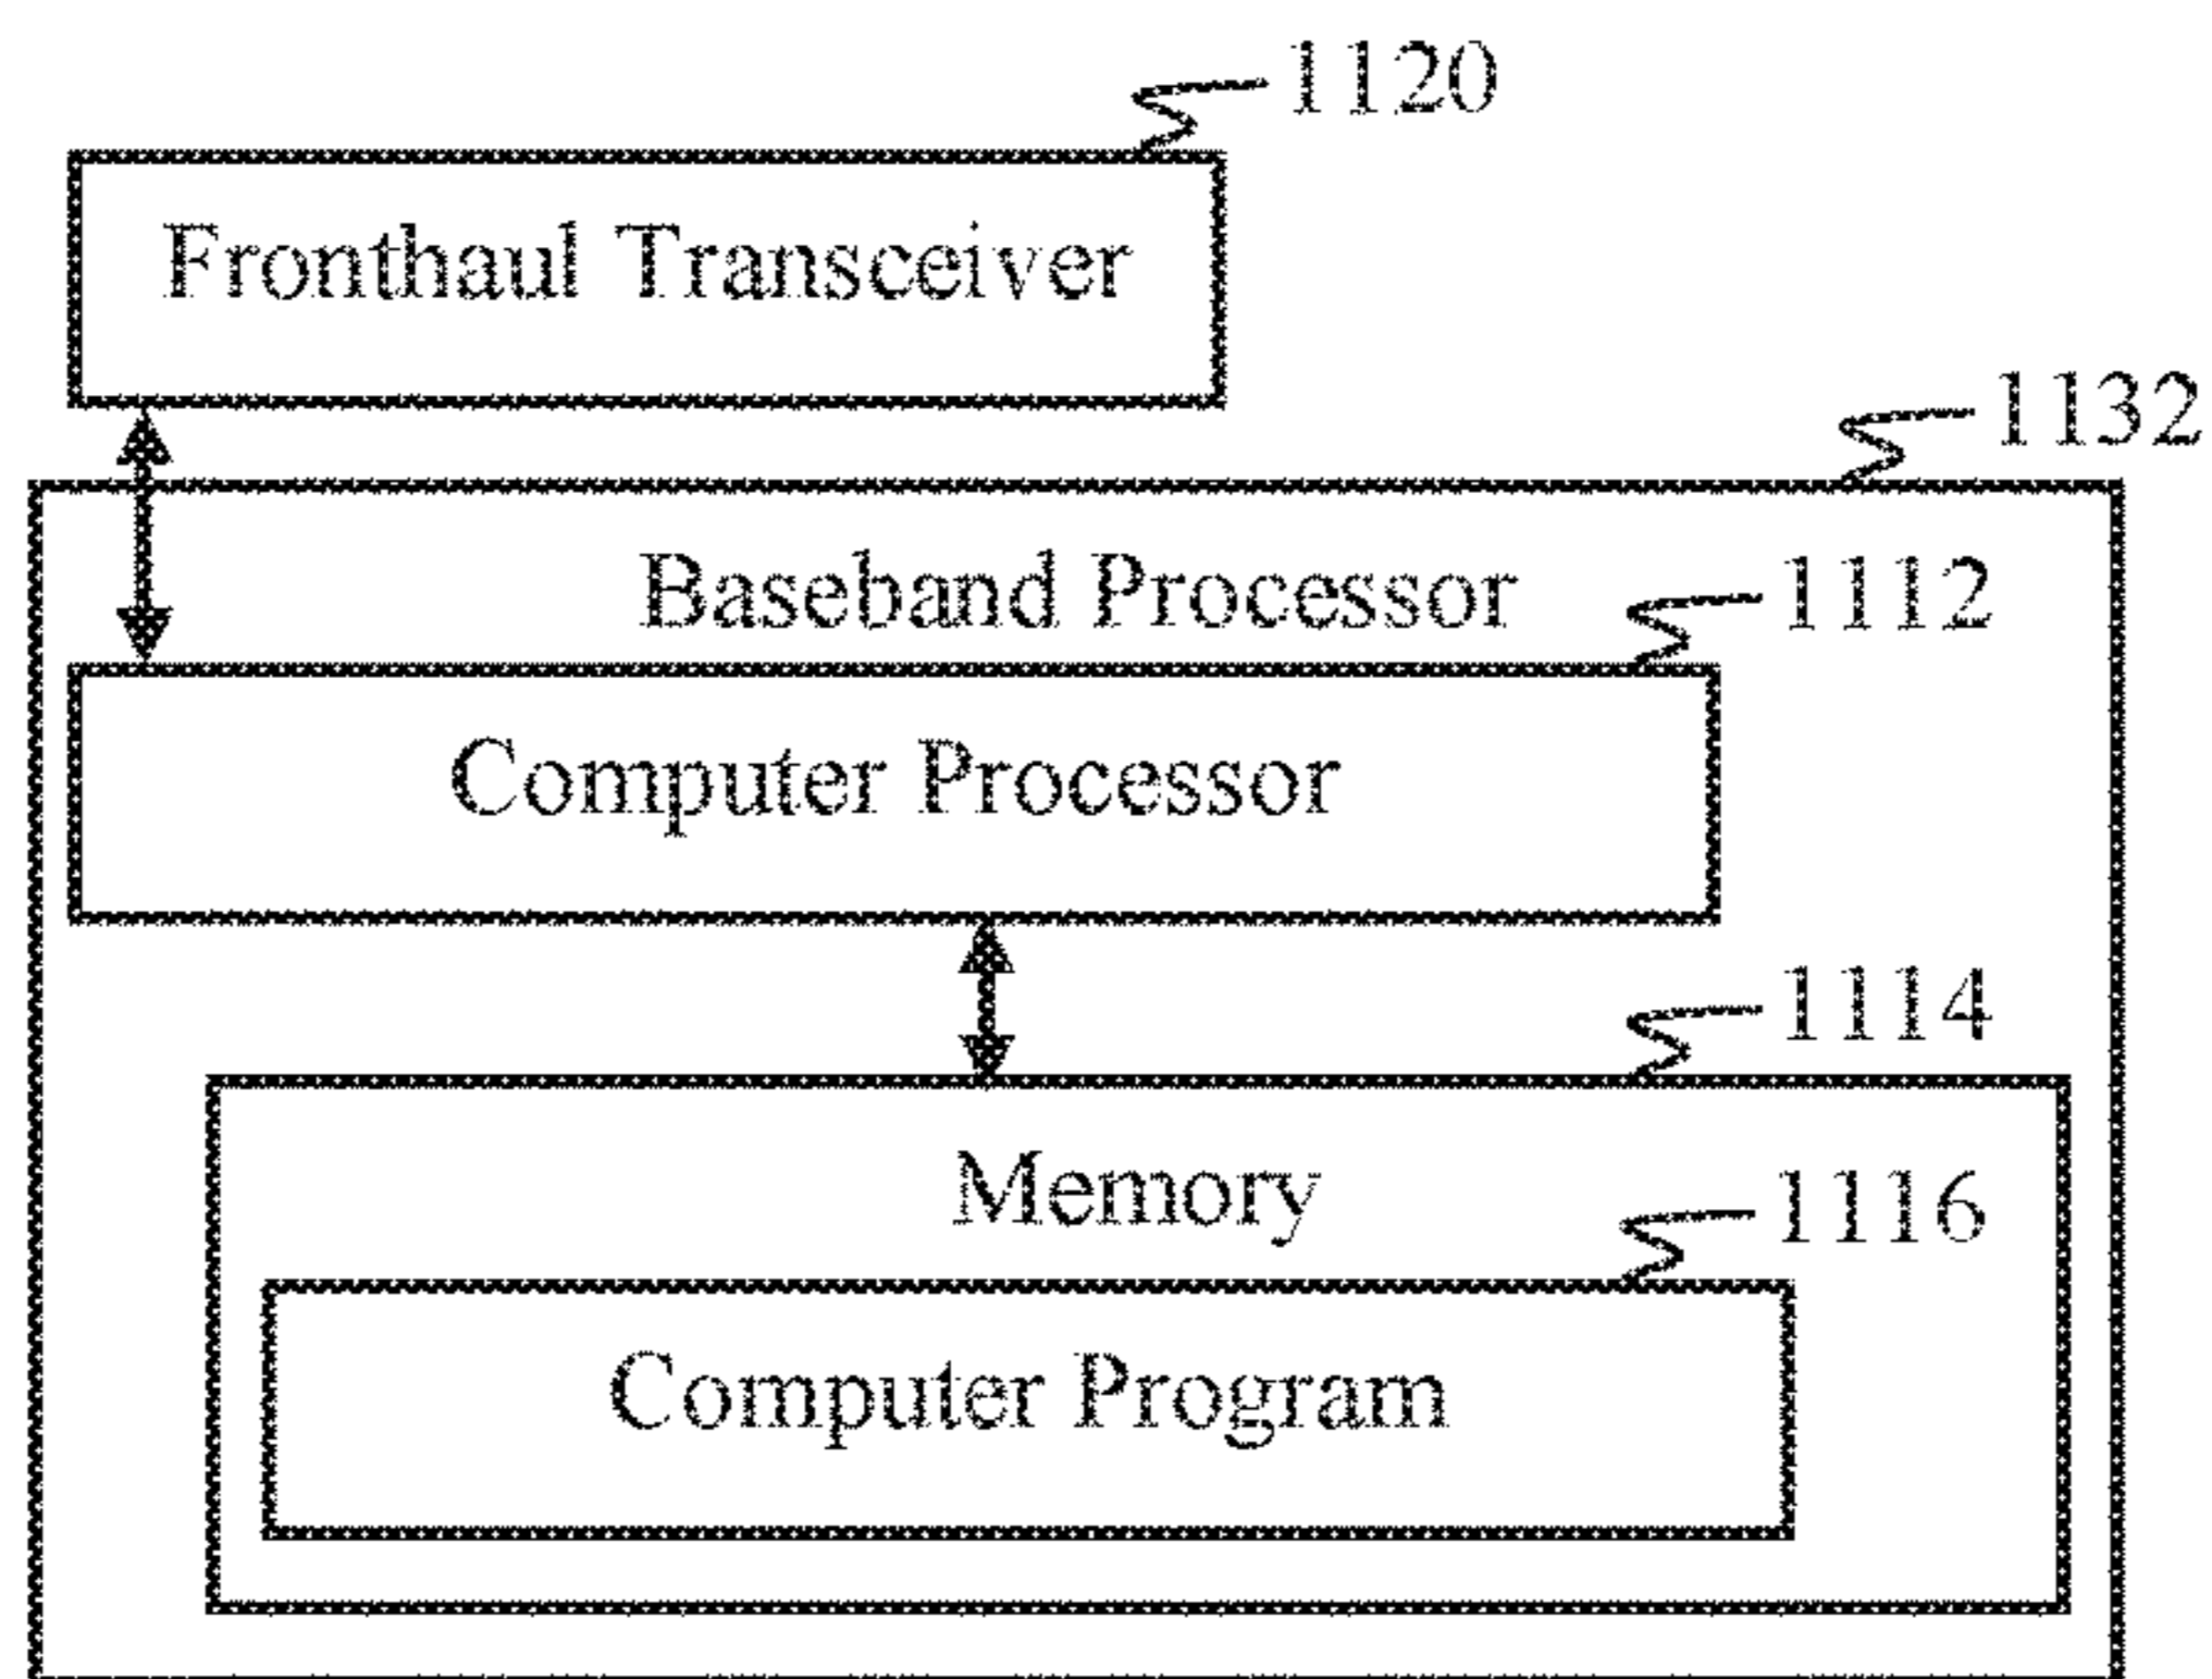 1120
Fronthaul Transceiver
1132
Baseband Processor
1112
Computer Processor
1114
Memory
1116
Computer Program